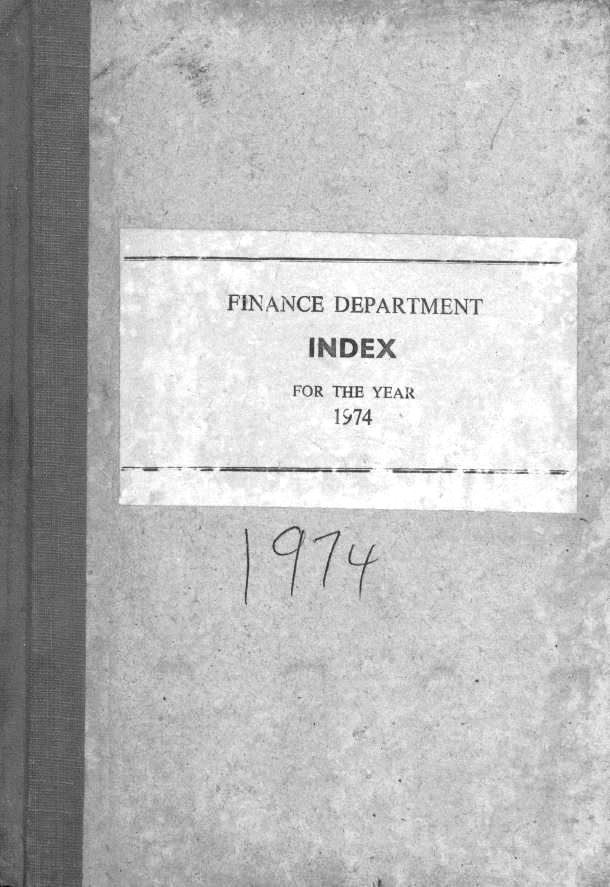 FINANCE DEPARTMENT
INDEX
FOR THE YEAR
1974
1974